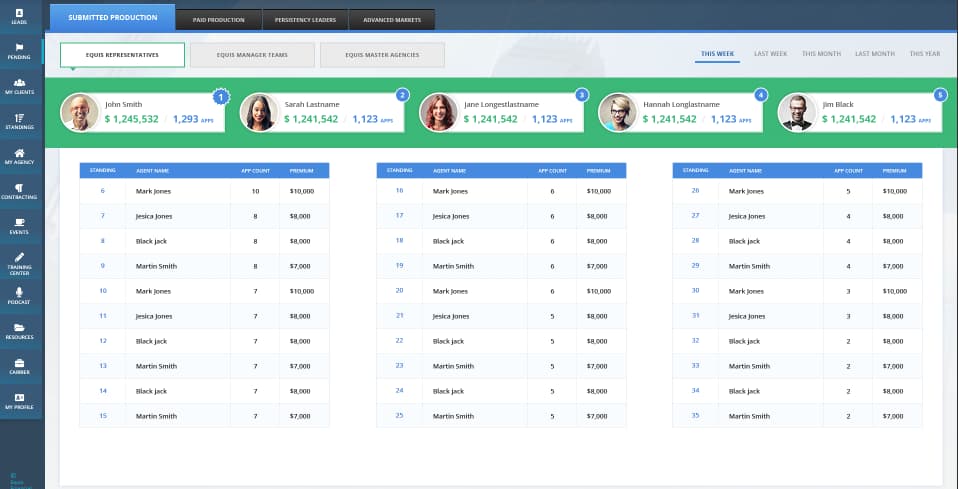 LEADS
PENDING
MY CLIENTS
STANDINGS
MY AGENCY
CONTRACTING
EVENTS
TRAINING
CENTER
PODCAST
RESOURCES
CARRIER
MY PROFILE
©
Equis
Financial
SUBMITTED PRODUCTION PAID PRODUCTION PERSISTENCY LEADERS ADVANCED MARKETS
EQUIS REPRESENTATIVES EQUIS MANAGER TEAMS EQUIS MASTER AGENCIES THIS WEEK LAST WEEK THIS MONTH LAST MONTH THIS YEAR
John Smith 1
$ 1,245,532 / 1,293 APPS
Sarah Lastname 2
$ 1,241,542 / 1,123 APPS
Jane Longestlastname 3
$ 1,241,542 / 1,123 APPS
Hannah Longlastname 4
$ 1,241,542 / 1,123 APPS
Jim Black 5
$ 1,241,542 / 1,123 APPS
STANDING AGENT NAME APP COUNT PREMIUM
6 Mark Jones 10 $10,000
7 Jesica Jones 8 $8,000
8 Black jack 8 $8,000
9 Martin Smith 8 $7,000
10 Mark Jones 7 $10,000
11 Jesica Jones 7 $8,000
12 Black jack 7 $8,000
13 Martin Smith 7 $7,000
14 Black jack 7 $8,000
15 Martin Smith 7 $7,000
STANDING AGENT NAME APP COUNT PREMIUM
16 Mark Jones 6 $10,000
17 Jesica Jones 6 $8,000
18 Black jack 6 $8,000
19 Martin Smith 6 $7,000
20 Mark Jones 6 $10,000
21 Jesica Jones 5 $8,000
22 Black jack 5 $8,000
23 Martin Smith 5 $7,000
24 Black jack 5 $8,000
25 Martin Smith 5 $7,000
STANDING AGENT NAME APP COUNT PREMIUM
26 Mark Jones 5 $10,000
27 Jesica Jones 4 $8,000
28 Black jack 4 $8,000
29 Martin Smith 4 $7,000
30 Mark Jones 3 $10,000
31 Jesica Jones 3 $8,000
32 Black jack 2 $8,000
33 Martin Smith 2 $7,000
34 Black jack 2 $8,000
35 Martin Smith 2 $7,000